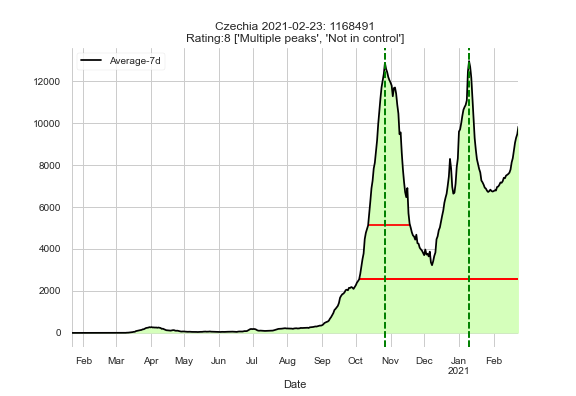 Czechia 2021-02-23: 1168491
Rating:8 ['Multiple peaks', 'Not in control']
Average-7d
12000
10000
8000
6000
4000
2000
0
Feb Mar Apr May Jun Jul Aug Sep Oct Nov Dec Jan Feb
2021
Date